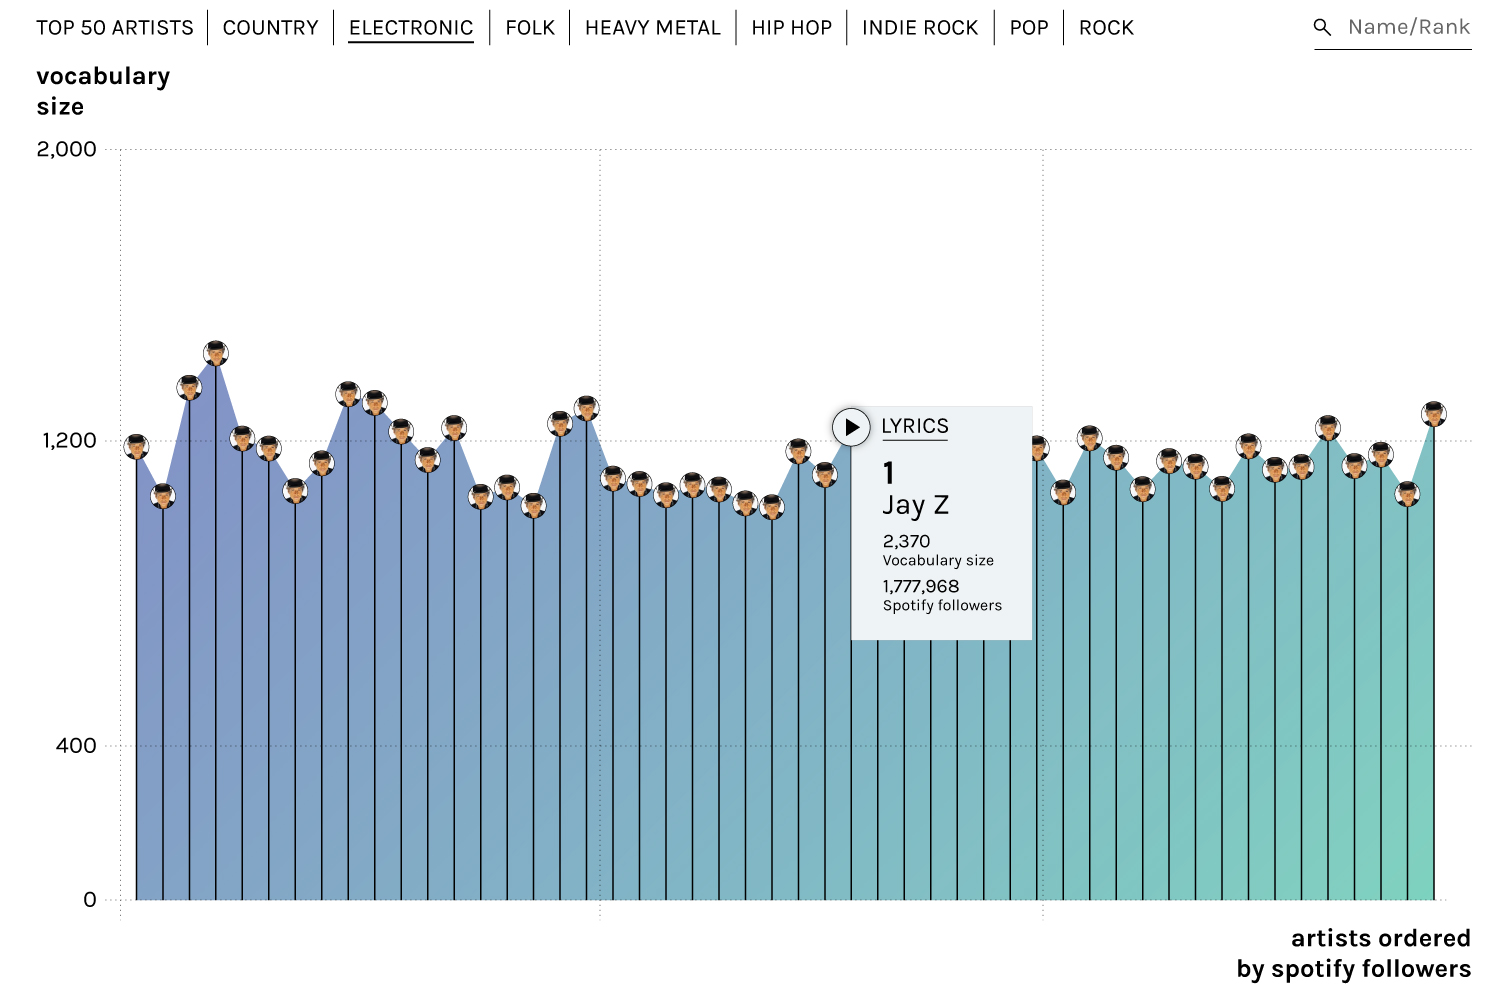 TOP 50 ARTISTS
COUNTRY
ELECTRONIC
FOLK
HEAVY METAL
HIP HOP
INDIE ROCK
POP
ROCK
Name/Rank
vocabulary
size
2,000
1,200
400
0
LYRICS
1
Jay Z
2,370
Vocabulary size
1,777,968
Spotify followers
artists ordered
by spotify followers